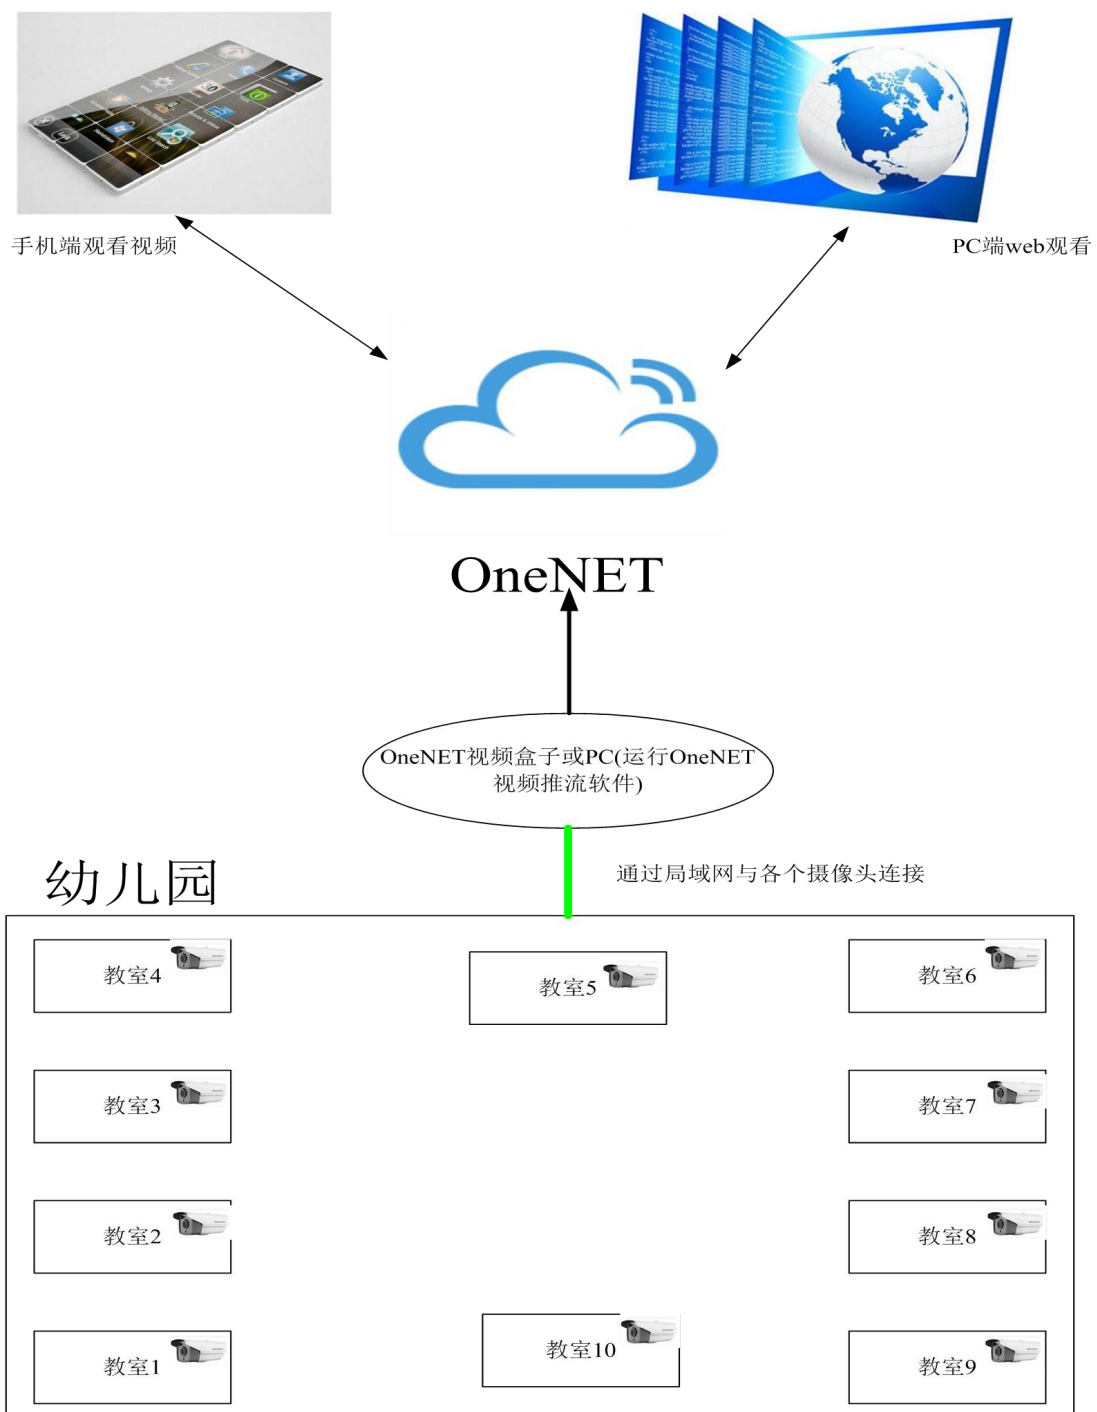 手机端观看视频
PC端web观看
OneNET
OneNET视频盒子或PC(运行OneNET
视频推流软件)
通过局域网与各个摄像头连接
幼儿园
教室4
教室5
教室6
教室3
教室7
教室2
教室8
教室1
教室10
教室9